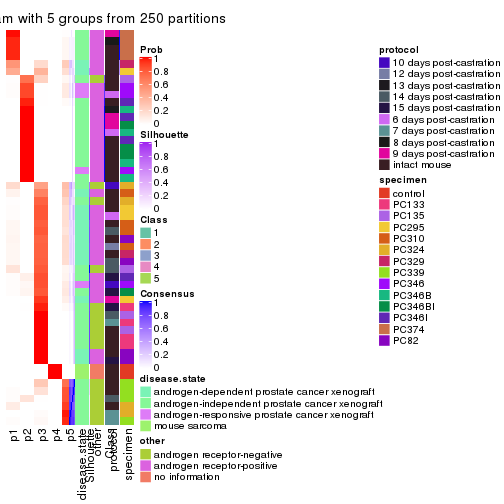 am with 5 groups from 250 partitions
Prob
1
0.8
0.6
0.4
0.2
0
Silhouette
1
0.8
0.6
0.4
0.2
0
Class
1
2
3
4
5
Consensus
1
0.8
0.6
0.4
0.2
0
disease.state
androgen-dependent prostate cancer xenograft
androgen-independent prostate cancer xenograft
androgen-responsive prostate cancer xenograft
mouse sarcoma
other
androgen receptor-negative
androgen receptor-positive
no information
protocol
10 days post-castration
12 days post-castration
13 days post-castration
14 days post-castration
15 days post-castration
6 days post-castration
7 days post-castration
8 days post-castration
9 days post-castration
intact mouse
specimen
control
PC133
PC135
PC295
PC310
PC324
PC329
PC339
PC346
PC346B
PC346BI
PC346I
PC374
PC82
p1
p2
p3
p4
p5
disease.state
Silhouette
other
Class
protocol
specimen